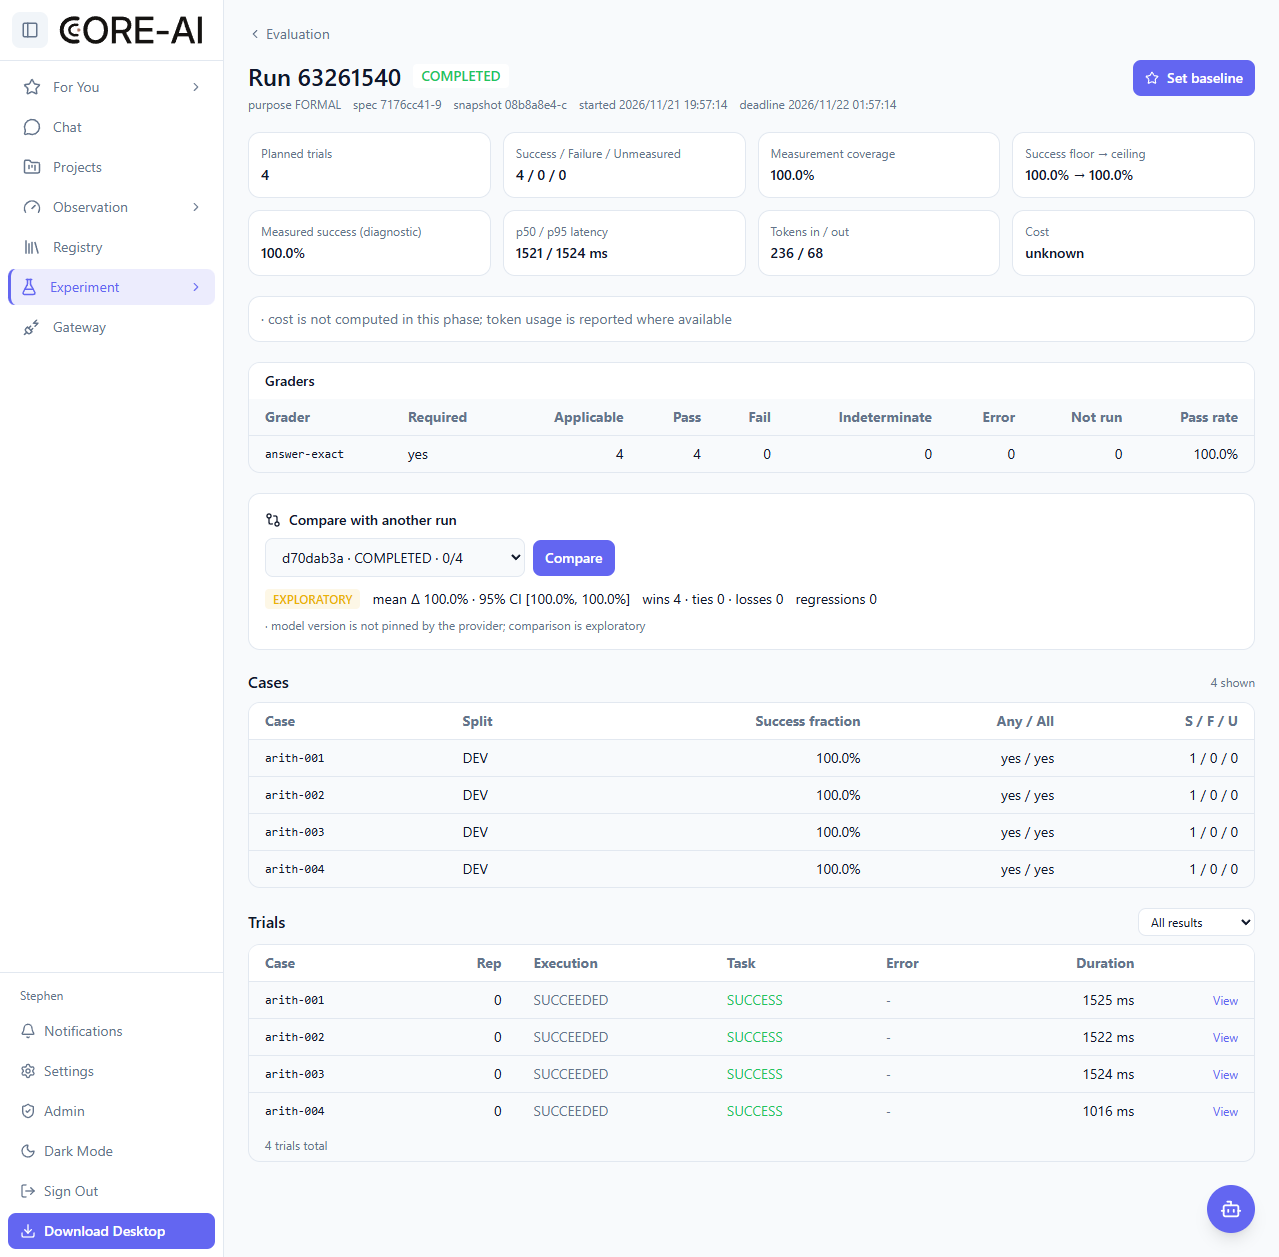 CORE-AI
For You
Chat
Projects
Observation
Registry
Experiment
Gateway
Stephen
Notifications
Settings
Admin
Dark Mode
Sign Out
Download Desktop
Evaluation
Run 63261540 COMPLETED
Set baseline
purpose FORMAL spec 7176cc41-9 snapshot 08b8a8e4-c started 2026/11/21 19:57:14 deadline 2026/11/22 01:57:14
Planned trials
4
Success / Failure / Unmeasured
4 / 0 / 0
Measurement coverage
100.0%
Success floor → ceiling
100.0% → 100.0%
Measured success (diagnostic)
100.0%
p50 / p95 latency
1521 / 1524 ms
Tokens in / out
236 / 68
Cost
unknown
· cost is not computed in this phase; token usage is reported where available
Graders
Grader Required Applicable Pass Fail Indeterminate Error Not run Pass rate
answer-exact yes 4 4 0 0 0 0 100.0%
Compare with another run
d70dab3a · COMPLETED · 0/4 Compare
EXPLORATORY mean Δ 100.0% · 95% CI [100.0%, 100.0%] wins 4 · ties 0 · losses 0 regressions 0
· model version is not pinned by the provider; comparison is exploratory
Cases 4 shown
Case Split Success fraction Any / All S / F / U
arith-001 DEV 100.0% yes / yes 1 / 0 / 0
arith-002 DEV 100.0% yes / yes 1 / 0 / 0
arith-003 DEV 100.0% yes / yes 1 / 0 / 0
arith-004 DEV 100.0% yes / yes 1 / 0 / 0
Trials All results
Case Rep Execution Task Error Duration
arith-001 0 SUCCEEDED SUCCESS - 1525 ms View
arith-002 0 SUCCEEDED SUCCESS - 1522 ms View
arith-003 0 SUCCEEDED SUCCESS - 1524 ms View
arith-004 0 SUCCEEDED SUCCESS - 1016 ms View
4 trials total